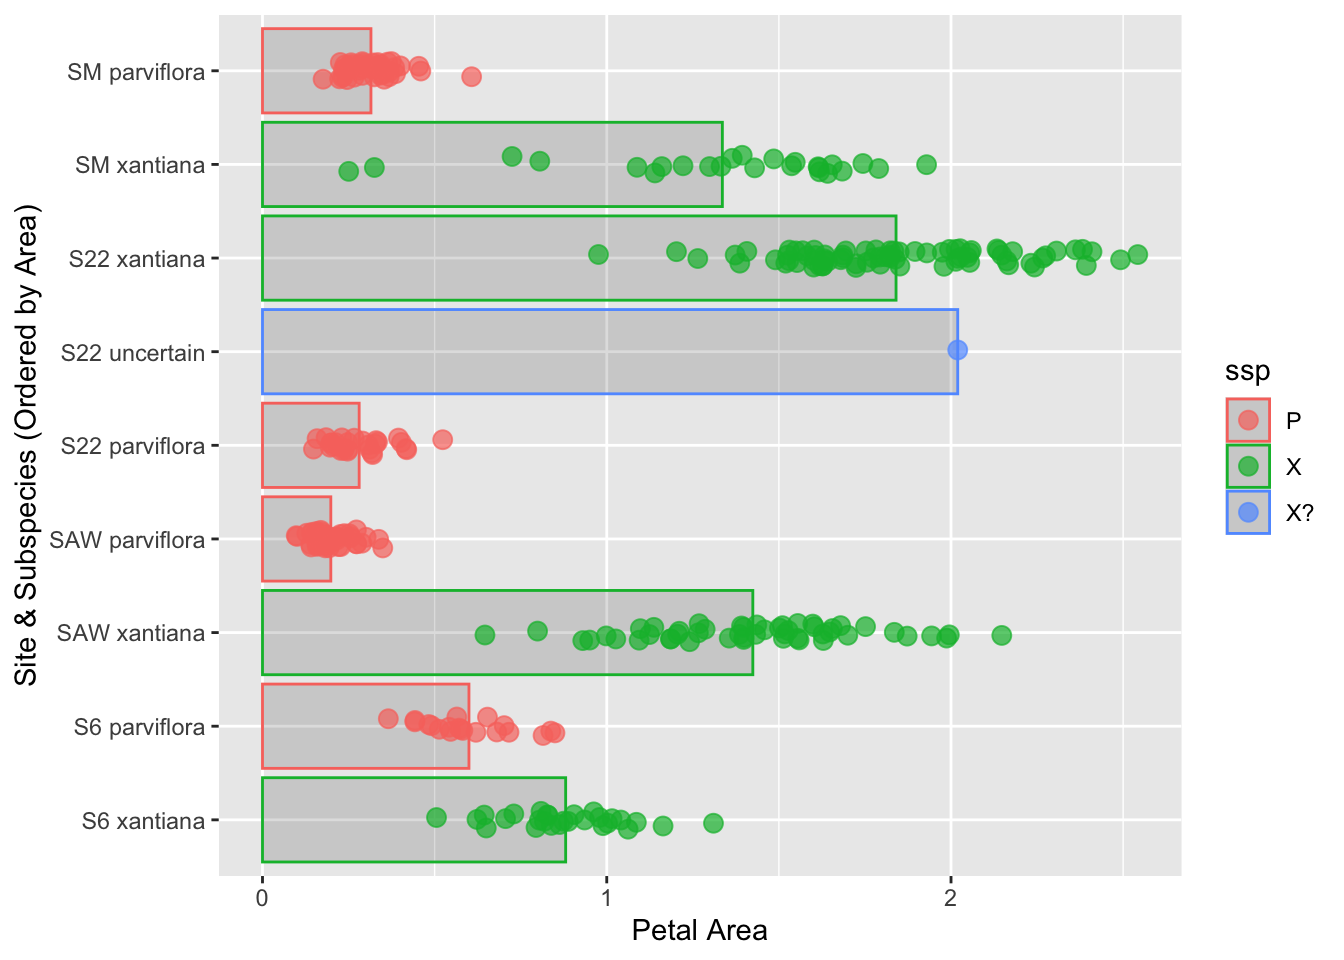 SM parviflora
SM xantiana
S22 xantiana
S22 uncertain
S22 parviflora
SAW parviflora
SAW xantiana
S6 parviflora
S6 xantiana
Site & Subspecies (Ordered by Area)
0 1 2
Petal Area
ssp
P
X
X?